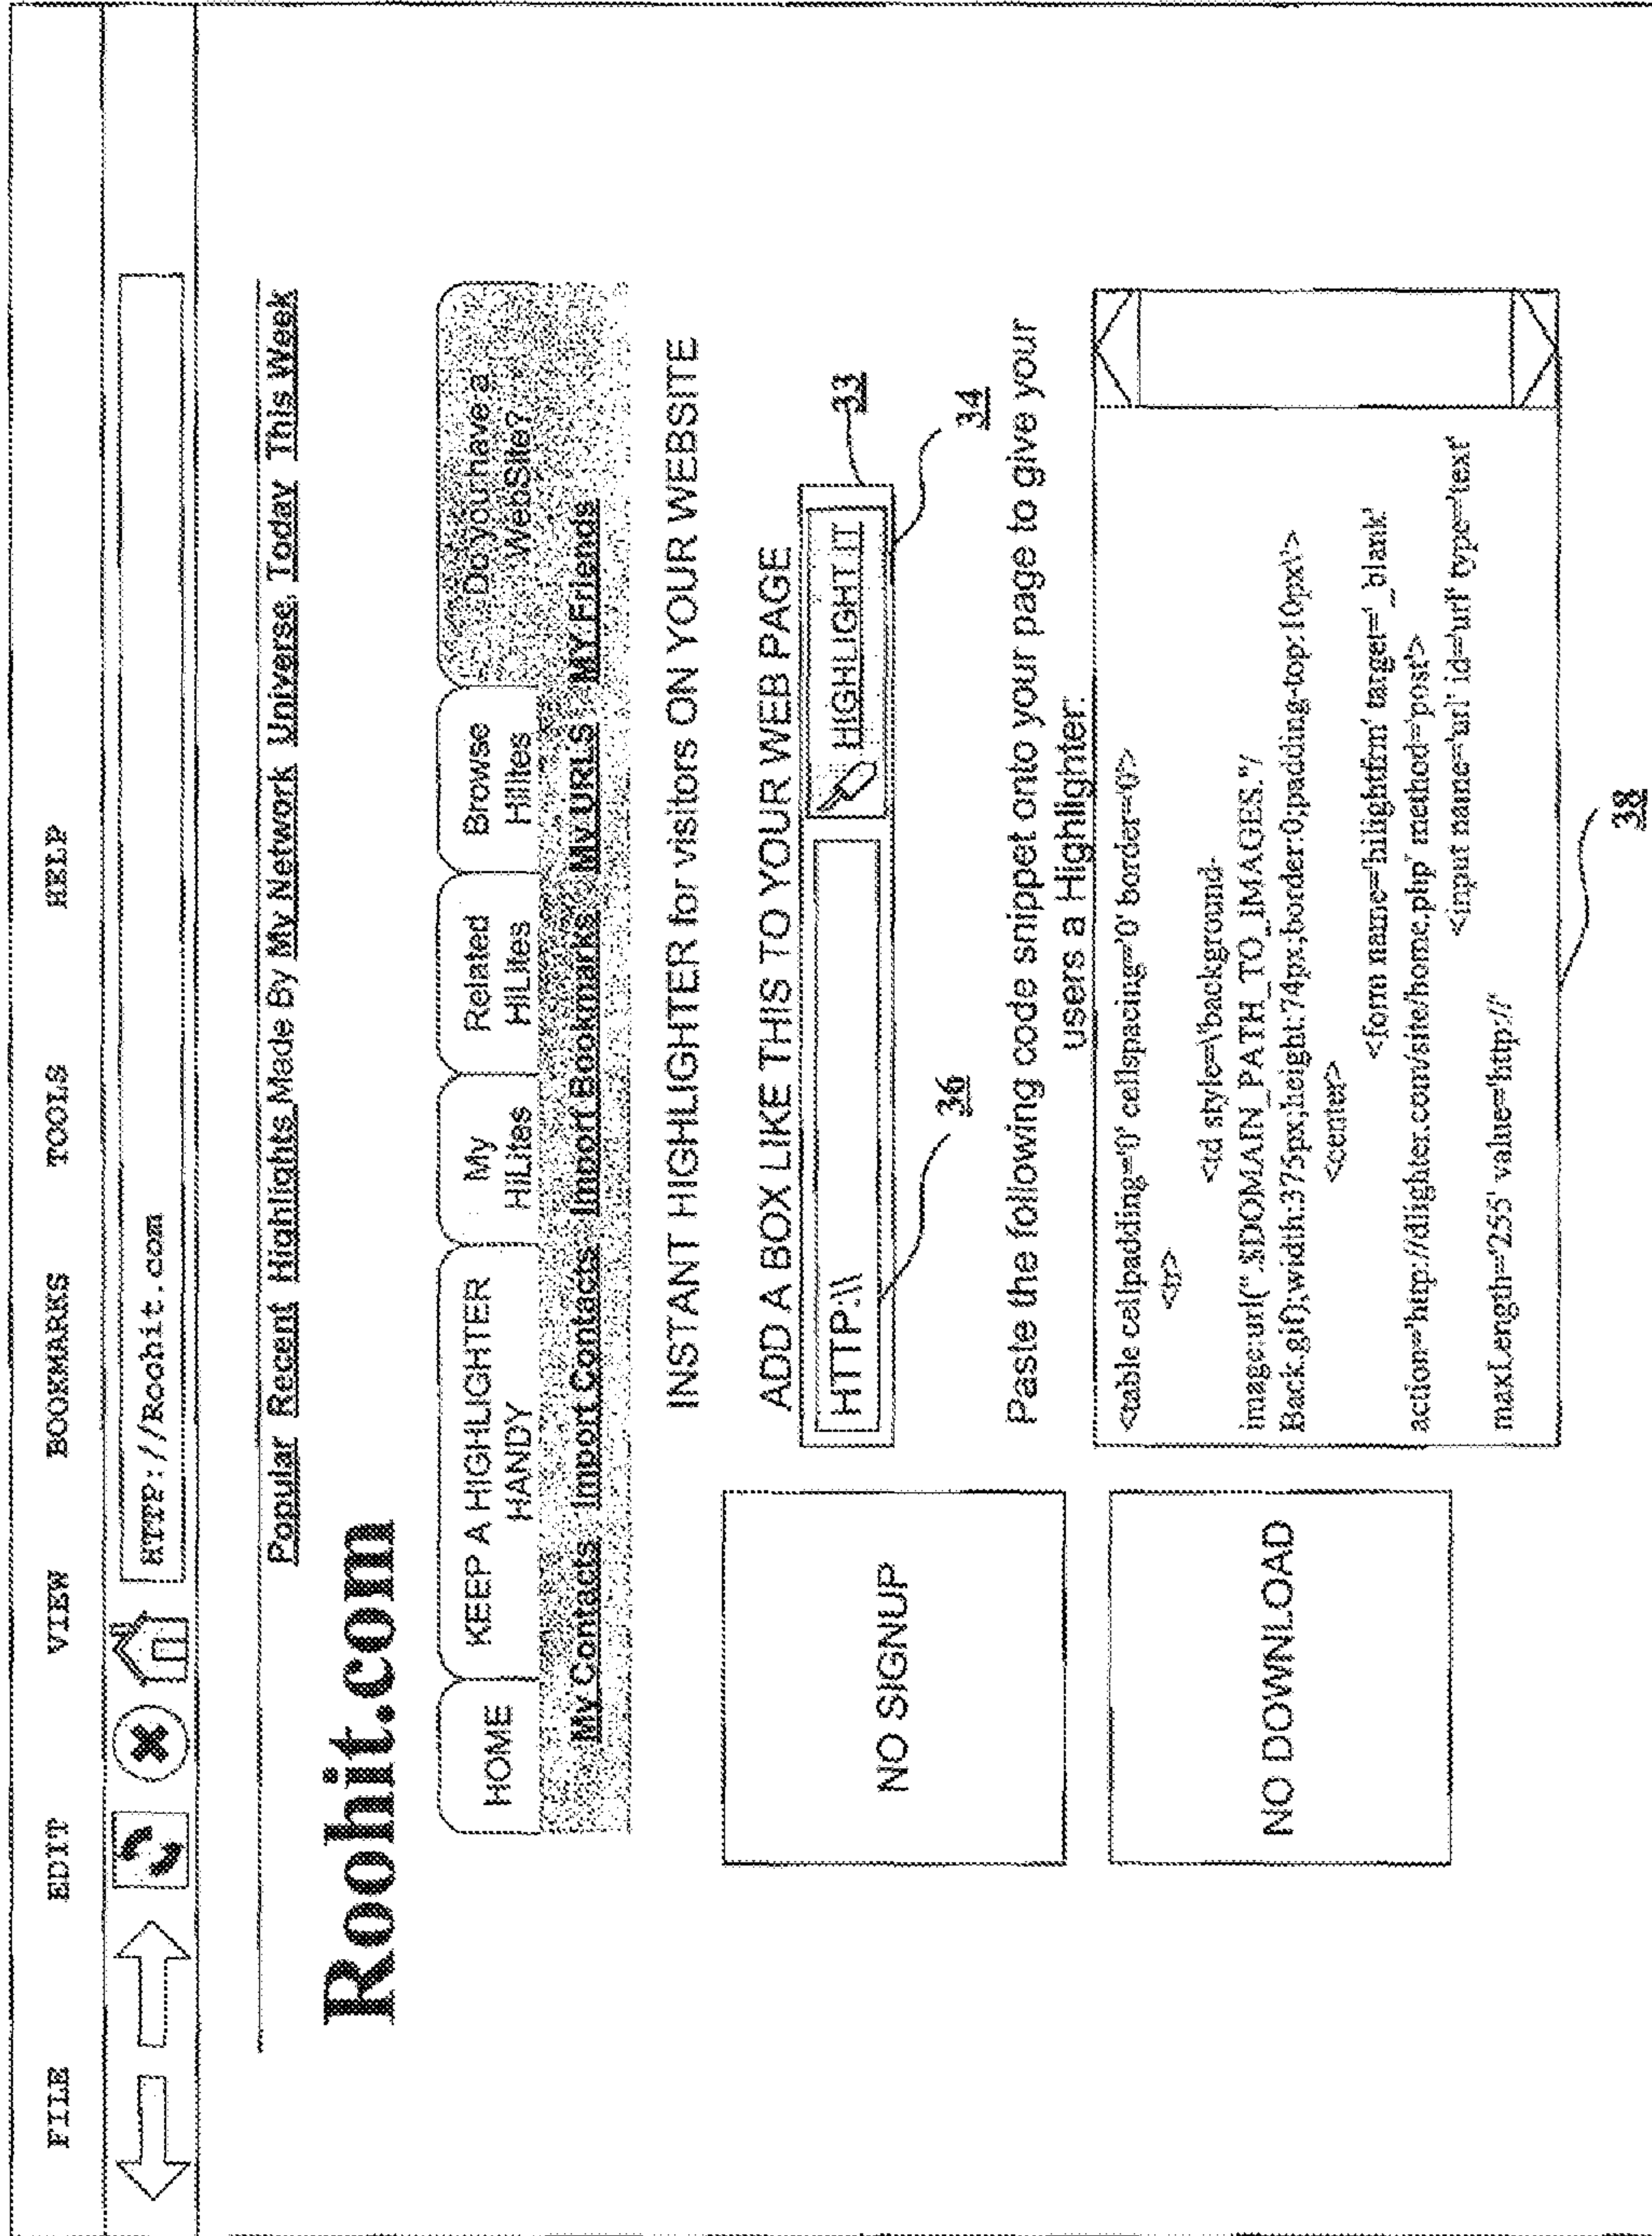 FILE EDIT VIEW BOOKMARKS TOOLS HELP
HTTP://Roohit.com
Popular Recent Highlights Made By My Network Universe Today This Week
Roohit.com
HOME
KEEP A HIGHLIGHTER
HANDY
My
HiLites
Related
HiLites
Browse
Hilites
Do you have a
WebSite?
My Contacts Import Contacts Import Bookmarks My URLS MY Friends
INSTANT HIGHLIGHTER for visitors ON YOUR WEBSITE
NO SIGNUP
NO DOWNLOAD
ADD A BOX LIKE THIS TO YOUR WEB PAGE
HTTP:\\ HIGHLIGHT IT
33
34
36
Paste the following code snippet onto your page to give your
users a Highlighter:
<table cellpadding='0' cellspacing='0' border='0'>
<tr>
<td style=\'background-
image:url(".$DOMAIN_PATH_TO_IMAGES."/
Back.gif);width:375px;height:74px;border:0;padding-top:10px\'>
<center>
<form name='hilightfrm' target='_blank'
action='http://dlighter.com/site/home.php' method='post'>
<input name='url' id='url' type='text'
maxLength='255' value='http://'
38